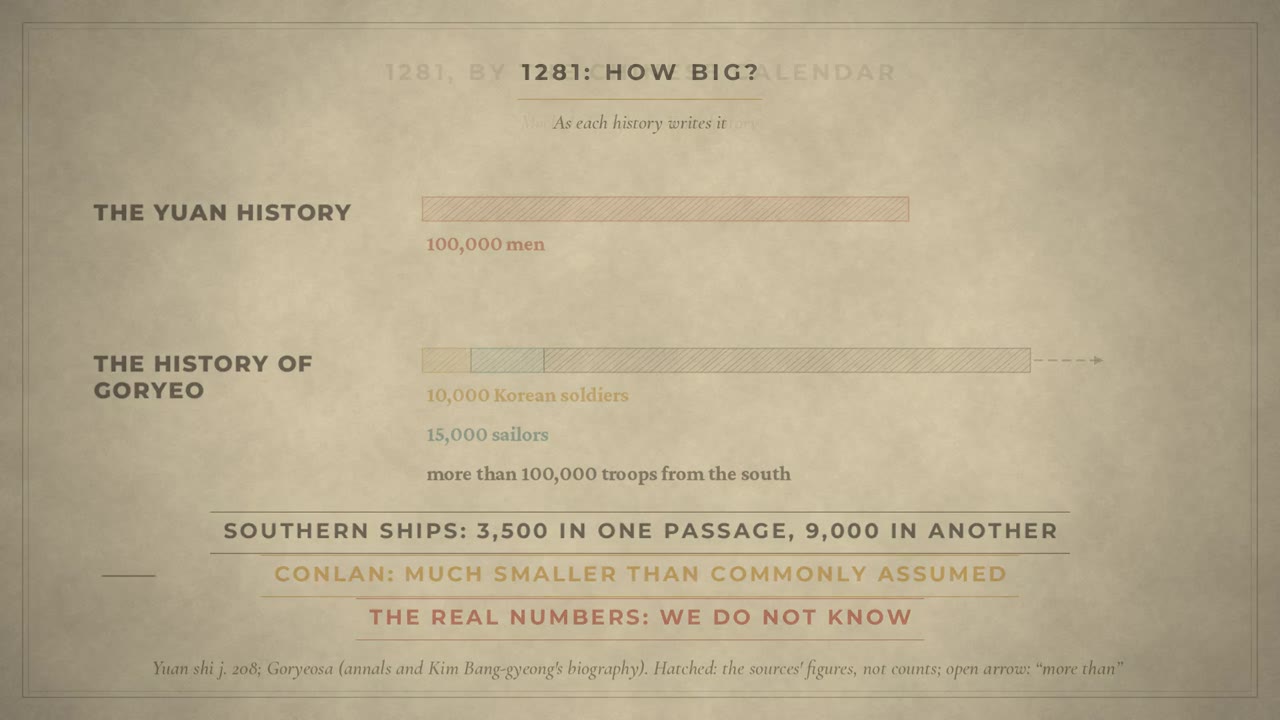 1281: HOW BIG?
As each history writes it
THE YUAN HISTORY
100,000 men
THE HISTORY OF
GORYEO
10,000 Korean soldiers
15,000 sailors
more than 100,000 troops from the south
SOUTHERN SHIPS: 3,500 IN ONE PASSAGE, 9,000 IN ANOTHER
CONLAN: MUCH SMALLER THAN COMMONLY ASSUMED
THE REAL NUMBERS: WE DO NOT KNOW
Yuan shi j. 208; Goryeosa (annals and Kim Bang-gyeong's biography). Hatched: the sources' figures, not counts; open arrow: “more than”